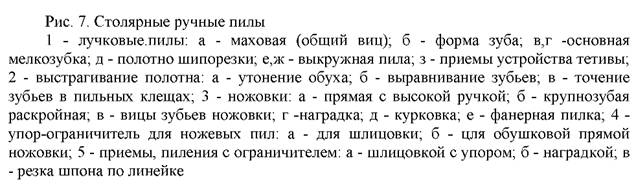 Рис. 7. Столярные ручные пилы
1 - лучковые.пилы: а - маховая (общий виц); б - форма зуба; в,г -основная
мелкозубка; д - полотно шипорезки; е,ж - выкружная пила; з - приемы устройства тетивы;
2 - выстрагивание полотна: а - утонение обуха; б - выравнивание зубьев; в - точение
зубьев в пильных клещах; 3 - ножовки: а - прямая с высокой ручкой; б - крупнозубая
раскройная; в - вицы зубьев ножовки; г -наградка; д - курковка; е - фанерная пилка; 4 -
упор-ограничитель для ножевых пил: а - для шлицовки; б - цля обушковой прямой
ножовки; 5 - приемы, пиления с ограничителем: а - шлицовкой с упором; б - наградкой; в
- резка шпона по линейке